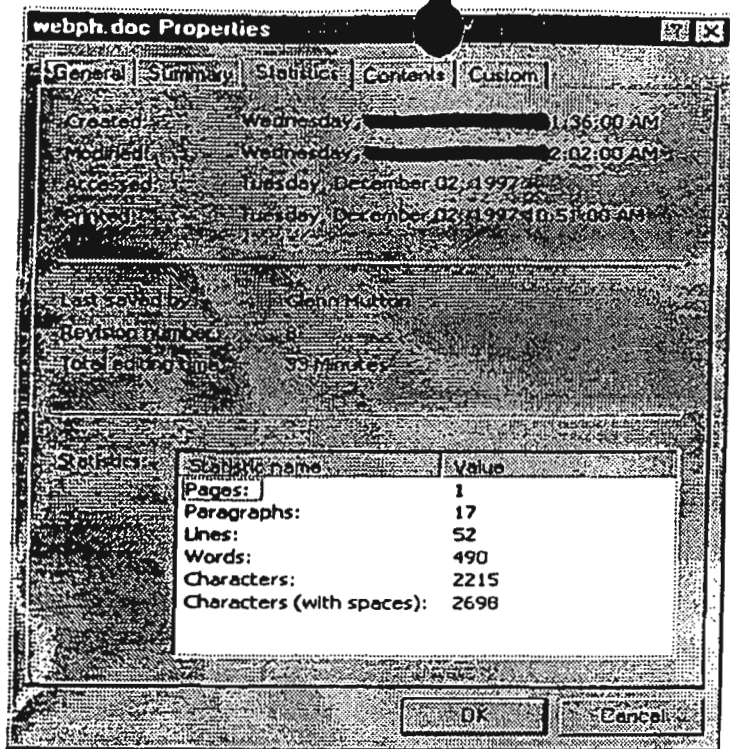 webph.doc Properties
General Summary Statistics Contents Custom
Created: Wednesday, 1:36:00 AM
Modified: Wednesday, 2:02:00 AM
Accessed: Tuesday, December 02, 1997
Printed: Tuesday, December 02, 1997 10:51:00 AM
Last saved by: Glenn Mutton
Revision number: 8
Total editing time: Minutes
Statistics:
Statistic name Value
Pages: 1
Paragraphs: 17
Lines: 52
Words: 490
Characters: 2215
Characters (with spaces): 2698
OK Cancel